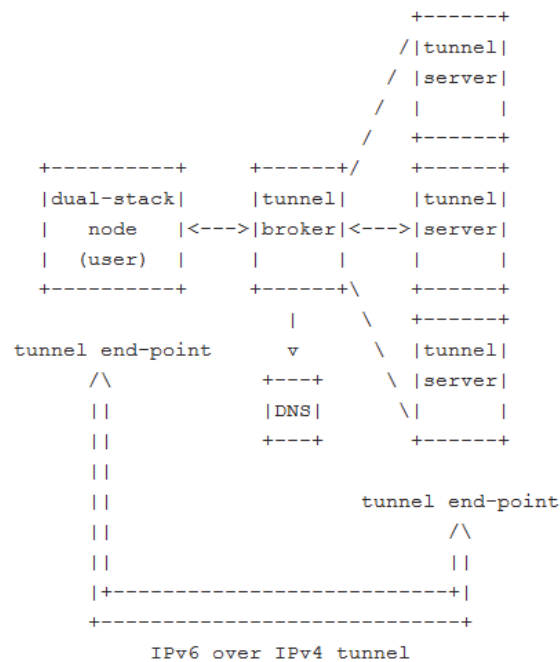 +------+
                                     /|tunnel|
                                    / |server|
                                   /  |      |
                                  /   +------+
  +----------+     +------+/    +------+
  |dual-stack|     |tunnel|     |tunnel|
  |   node   |<--->|broker|<--->|server|
  |  (user)  |     |      |     |      |
  +----------+     +------+\    +------+
                      |     \   +------+
tunnel end-point      v      \  |tunnel|
      /\            +---+     \ |server|
      ||            |DNS|      \|      |
      ||            +---+       +------+
      ||
      ||                    tunnel end-point
      ||                           /\
      ||                           ||
      |+---------------------------+|
      +-----------------------------+
           IPv6 over IPv4 tunnel